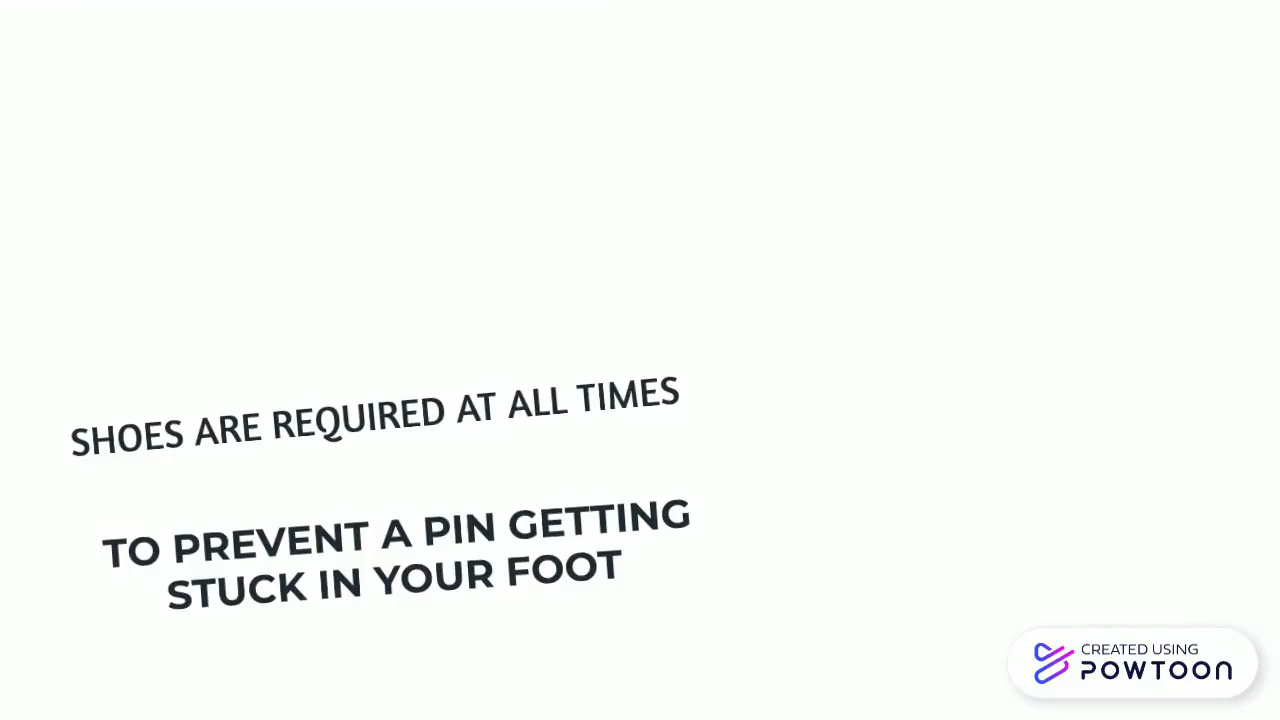 SHOES ARE REQUIRED AT ALL TIMES
TO PREVENT A PIN GETTING
STUCK IN YOUR FOOT
CREATED USING
POWTOON